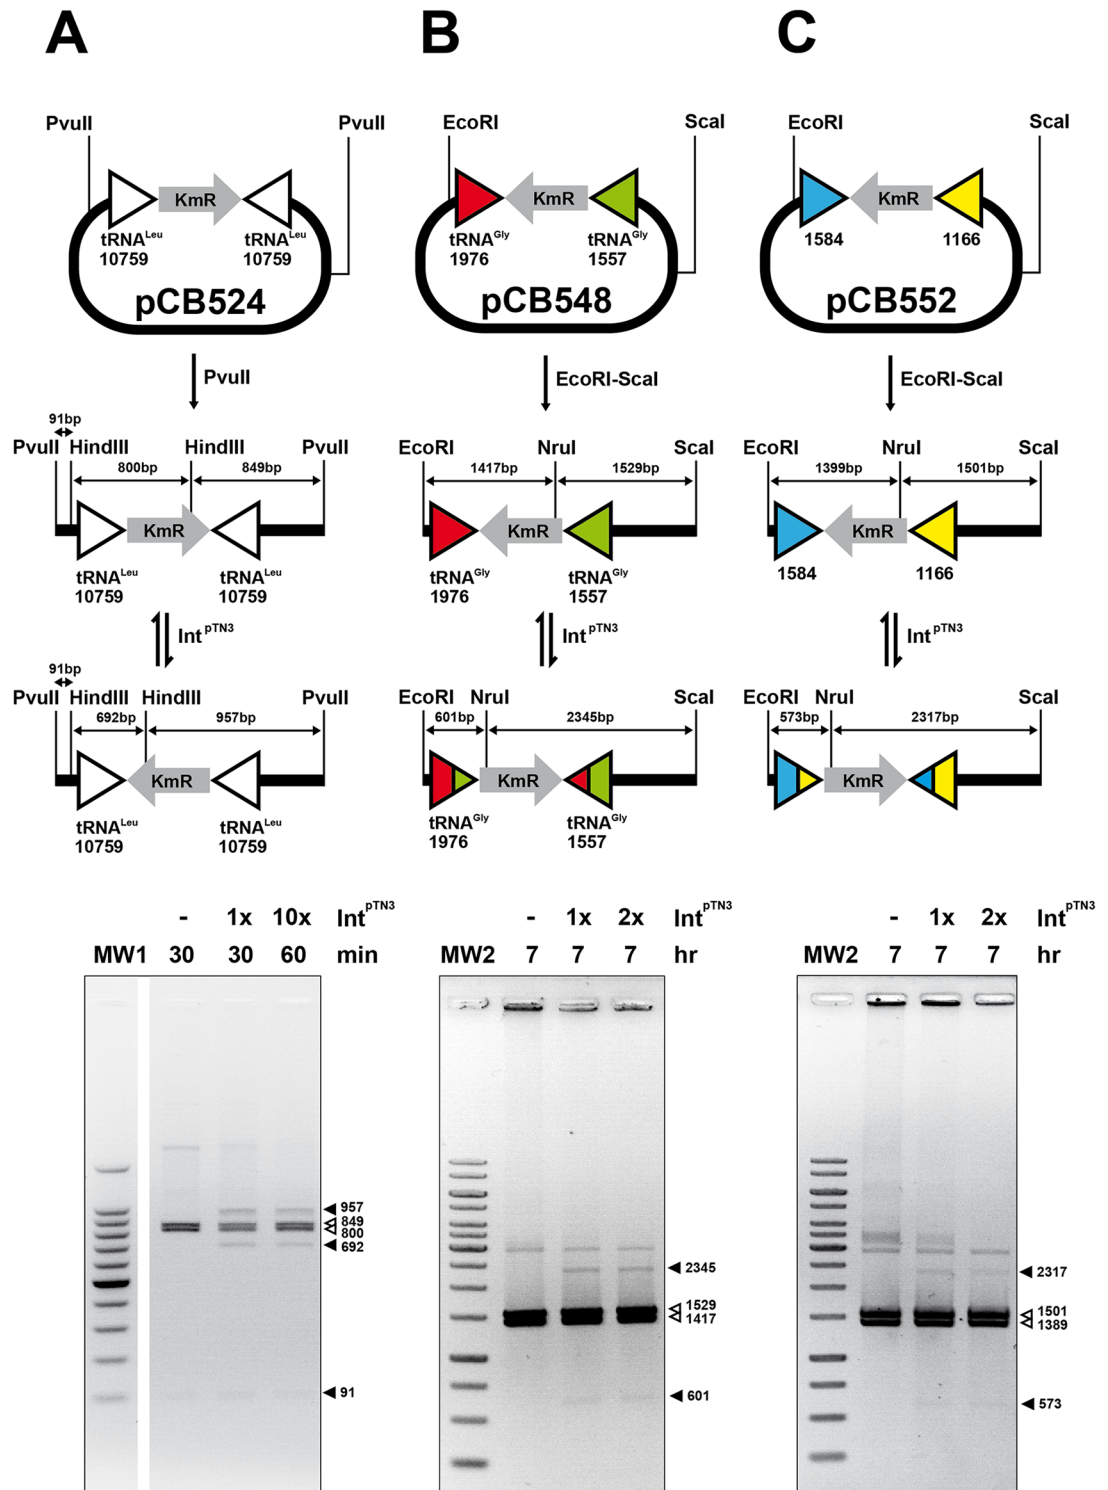 A B C
PvuII PvuII EcoRI ScaI EcoRI ScaI
KmR KmR KmR
tRNALeu tRNALeu tRNAGly tRNAGly 1584 1166
10759 10759 1976 1557
pCB524 pCB548 pCB552
PvuII EcoRI-ScaI EcoRI-ScaI
91bp
PvuII HindIII HindIII PvuII EcoRI NruI ScaI EcoRI NruI ScaI
800bp 849bp 1417bp 1529bp 1399bp 1501bp
KmR KmR KmR
tRNALeu tRNALeu tRNAGly tRNAGly 1584 1166
10759 10759 1976 1557
IntpTN3 IntpTN3 IntpTN3
91bp
PvuII HindIII HindIII PvuII EcoRI NruI ScaI EcoRI NruI ScaI
692bp 957bp 601bp 2345bp 573bp 2317bp
KmR KmR KmR
tRNALeu tRNALeu tRNAGly tRNAGly
10759 10759 1976 1557
- 1x 10x IntpTN3 - 1x 2x IntpTN3 - 1x 2x IntpTN3
MW1 30 30 60 min MW2 7 7 7 hr MW2 7 7 7 hr
957
849
800
692
91
2345
1529
1417
601
2317
1501
1389
573